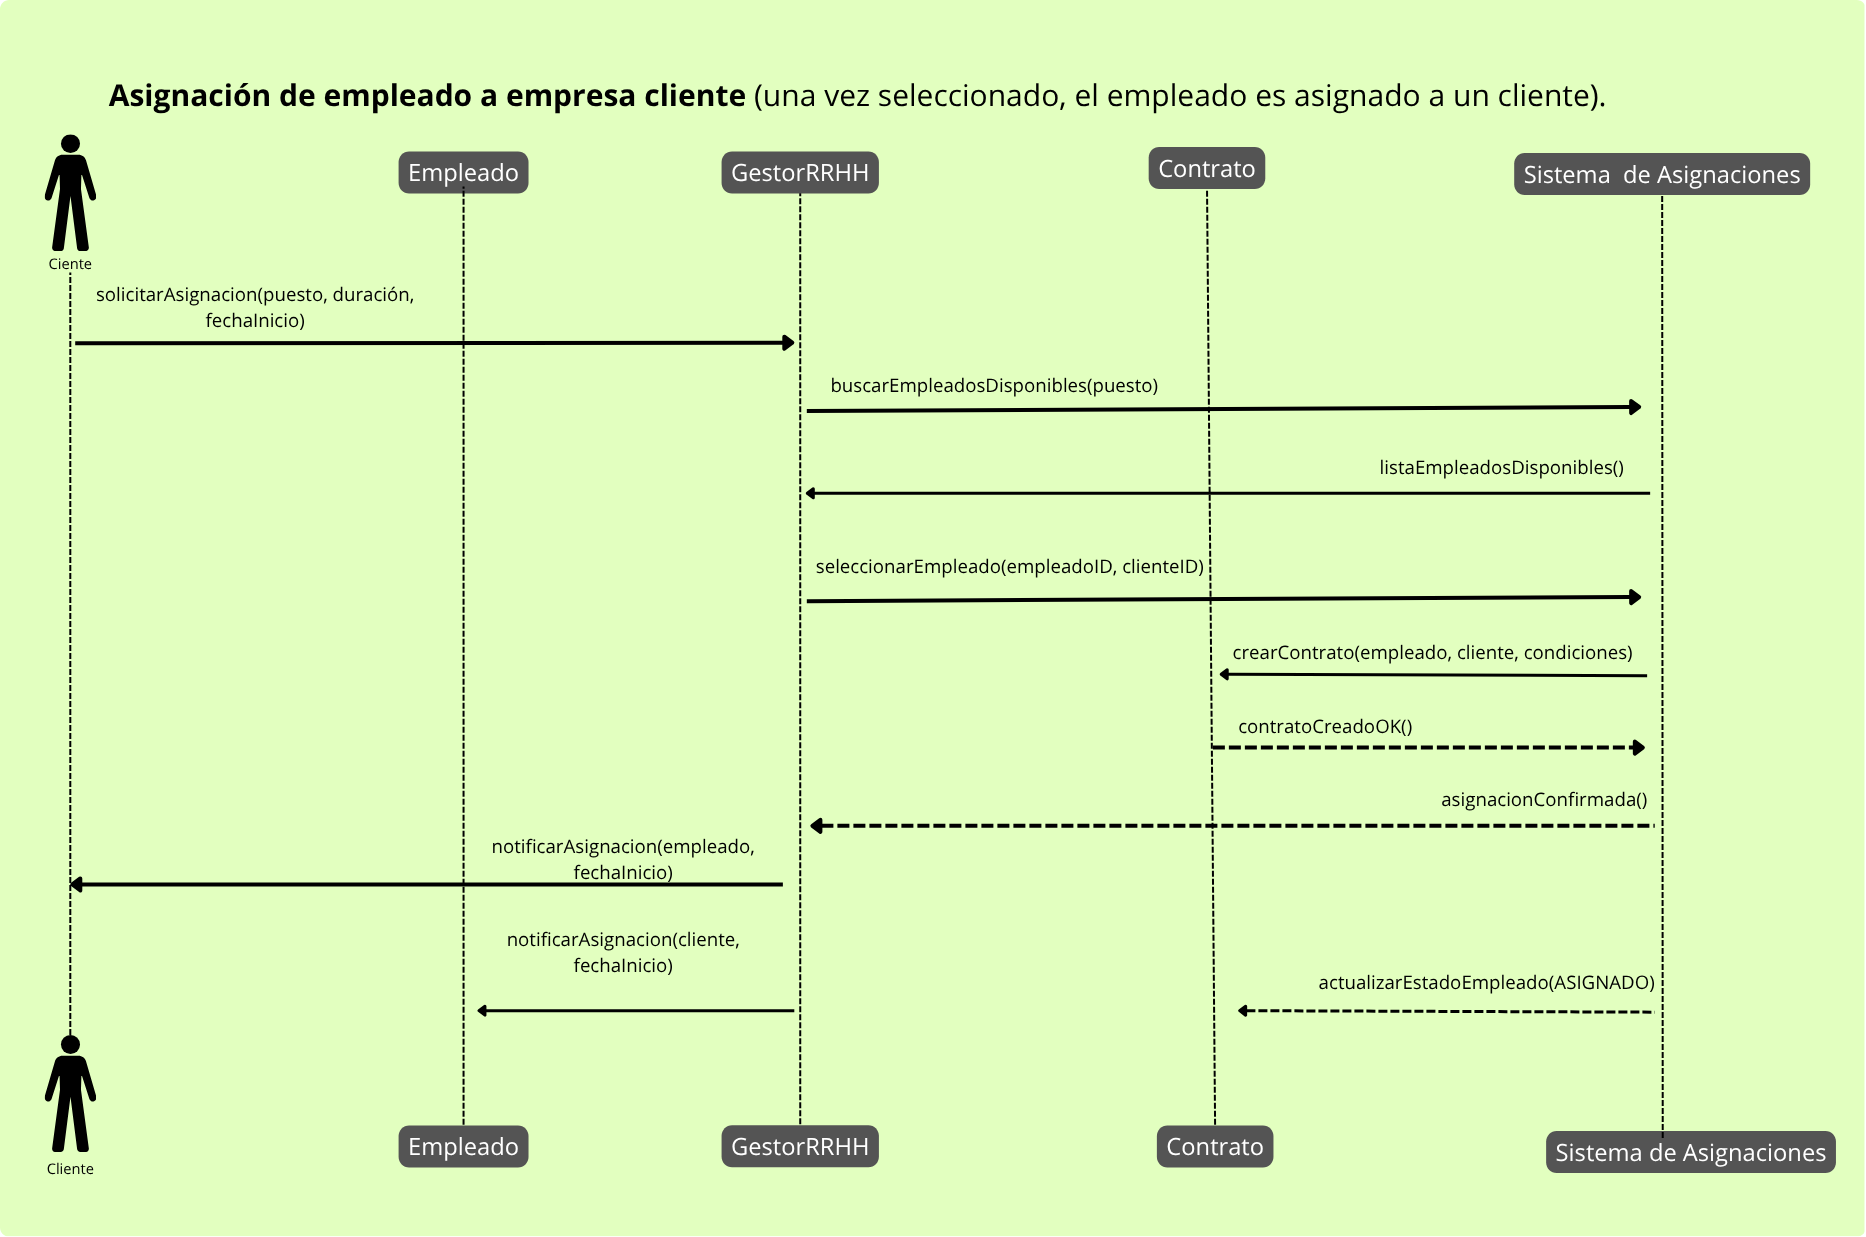 Asignación de empleado a empresa cliente (una vez seleccionado, el empleado es asignado a un cliente).
Empleado
GestorRRHH
Contrato
Sistema  de Asignaciones
Ciente
solicitarAsignacion(puesto, duración,
fechaInicio)
buscarEmpleadosDisponibles(puesto)
listaEmpleadosDisponibles()
seleccionarEmpleado(empleadoID, clienteID)
crearContrato(empleado, cliente, condiciones)
contratoCreadoOK()
asignacionConfirmada()
notificarAsignacion(empleado,
fechaInicio)
notificarAsignacion(cliente,
fechaInicio)
actualizarEstadoEmpleado(ASIGNADO)
Empleado
GestorRRHH
Contrato
Sistema de Asignaciones
Cliente